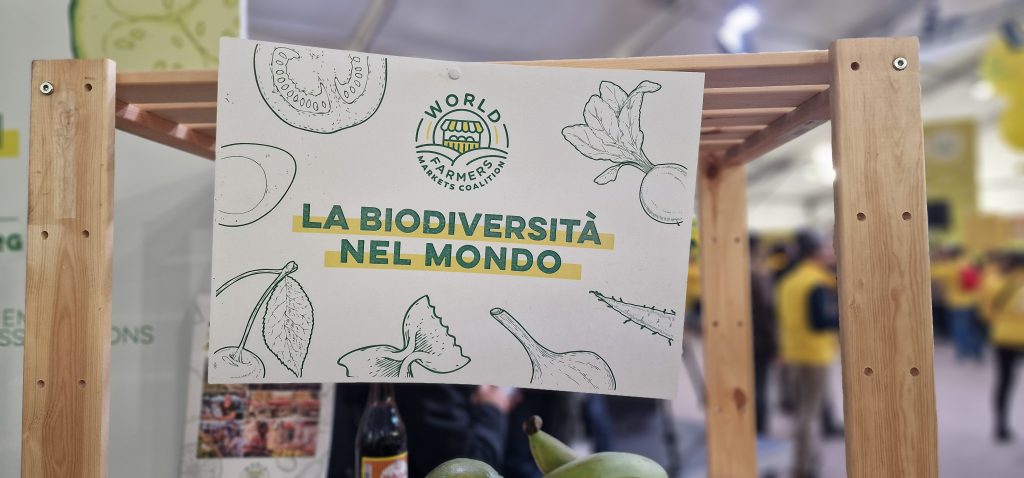 WORLD
FARMERS
MARKETS COALITION
LA BIODIVERSITÀ
NEL MONDO